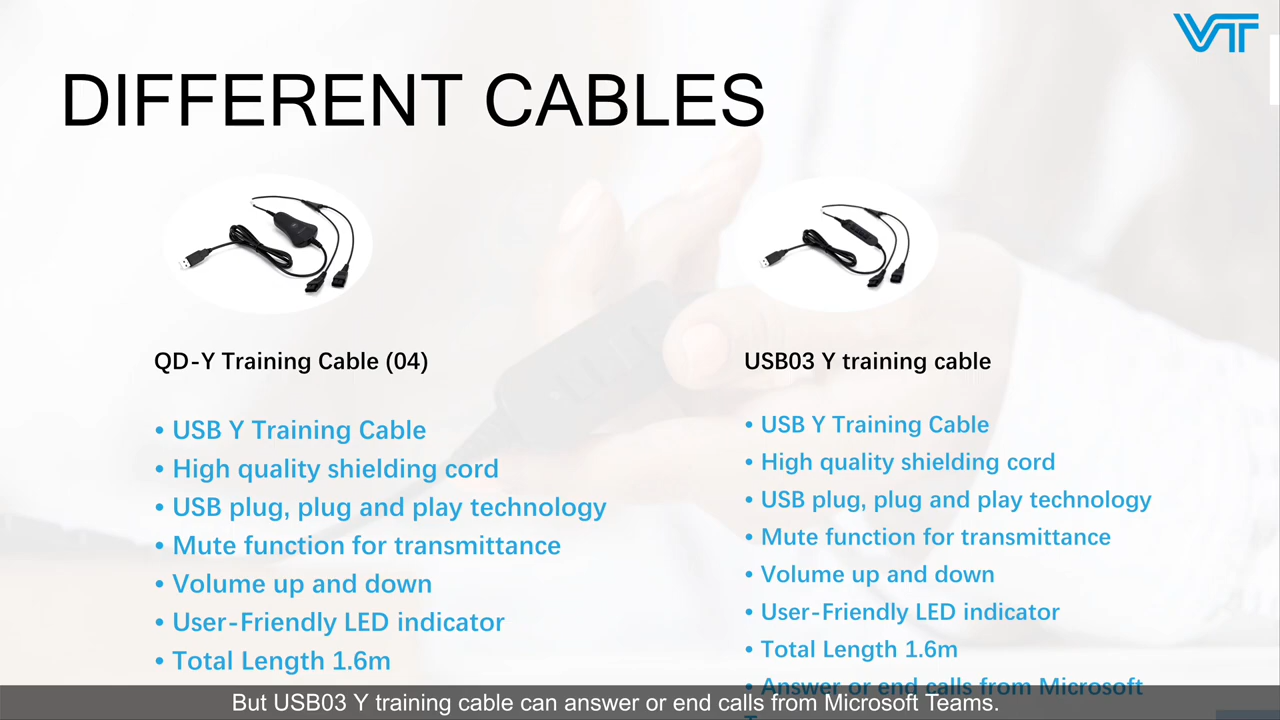 VT
DIFFERENT CABLES
QD-Y Training Cable (04)
• USB Y Training Cable
• High quality shielding cord
• USB plug, plug and play technology
• Mute function for transmittance
• Volume up and down
• User-Friendly LED indicator
• Total Length 1.6m
USB03 Y training cable
• USB Y Training Cable
• High quality shielding cord
• USB plug, plug and play technology
• Mute function for transmittance
• Volume up and down
• User-Friendly LED indicator
• Total Length 1.6m
• Answer or end calls from Microsoft
But USB03 Y training cable can answer or end calls from Microsoft Teams.